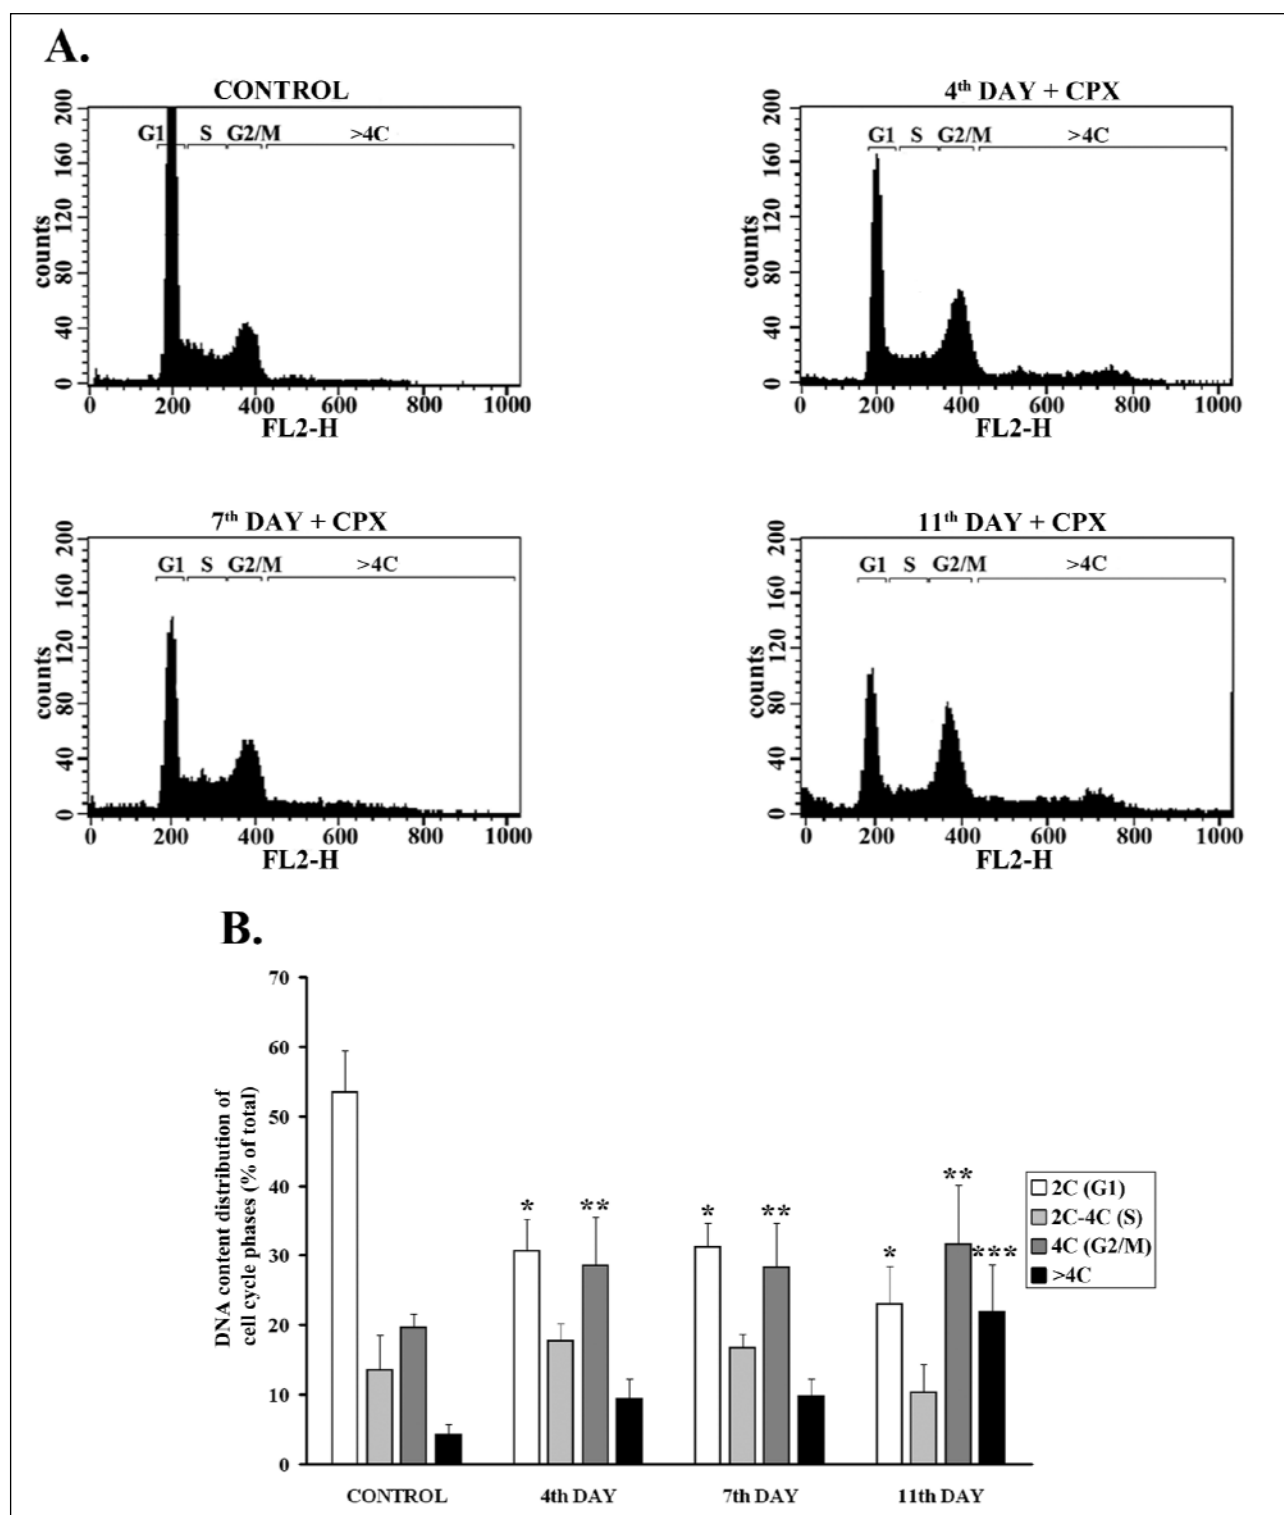 A.
CONTROL
200
160
120
80
40
0
counts
G1 S G2/M >4C
0 200 400 600 800 1000
FL2-H
4th DAY + CPX
200
160
120
80
40
0
counts
G1 S G2/M >4C
0 200 400 600 800 1000
FL2-H
7th DAY + CPX
200
160
120
80
40
0
counts
G1 S G2/M >4C
0 200 400 600 800 1000
FL2-H
11th DAY + CPX
200
160
120
80
40
0
counts
G1 S G2/M >4C
0 200 400 600 800 1000
FL2-H
B.
DNA content distribution of
cell cycle phases (% of total)
70
60
50
40
30
20
10
0
* ** * ** * ** ***
2C (G1)
2C-4C (S)
4C (G2/M)
>4C
CONTROL 4th DAY 7th DAY 11th DAY